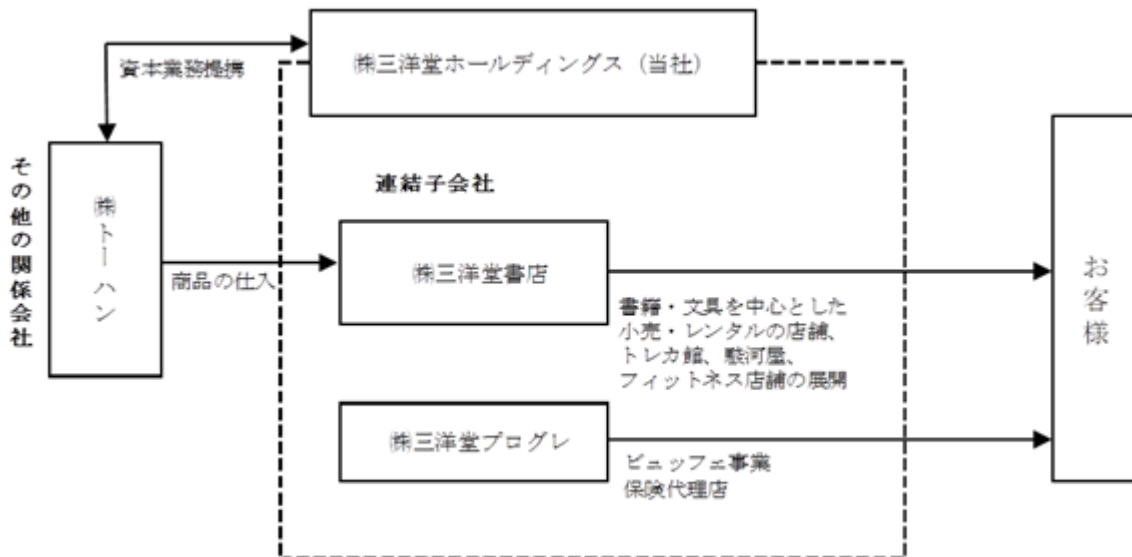 ㈱三洋堂ホールディングス（当社）
資本業務提携
その他の関係会社
㈱トーハン
連結子会社
商品の仕入
㈱三洋堂書店
書籍・文具を中心とした
小売・レンタルの店舗、
トレカ館、駿河屋、
フィットネス店舗の展開
㈱三洋堂プログレ
ビュッフェ事業
保険代理店
お客様